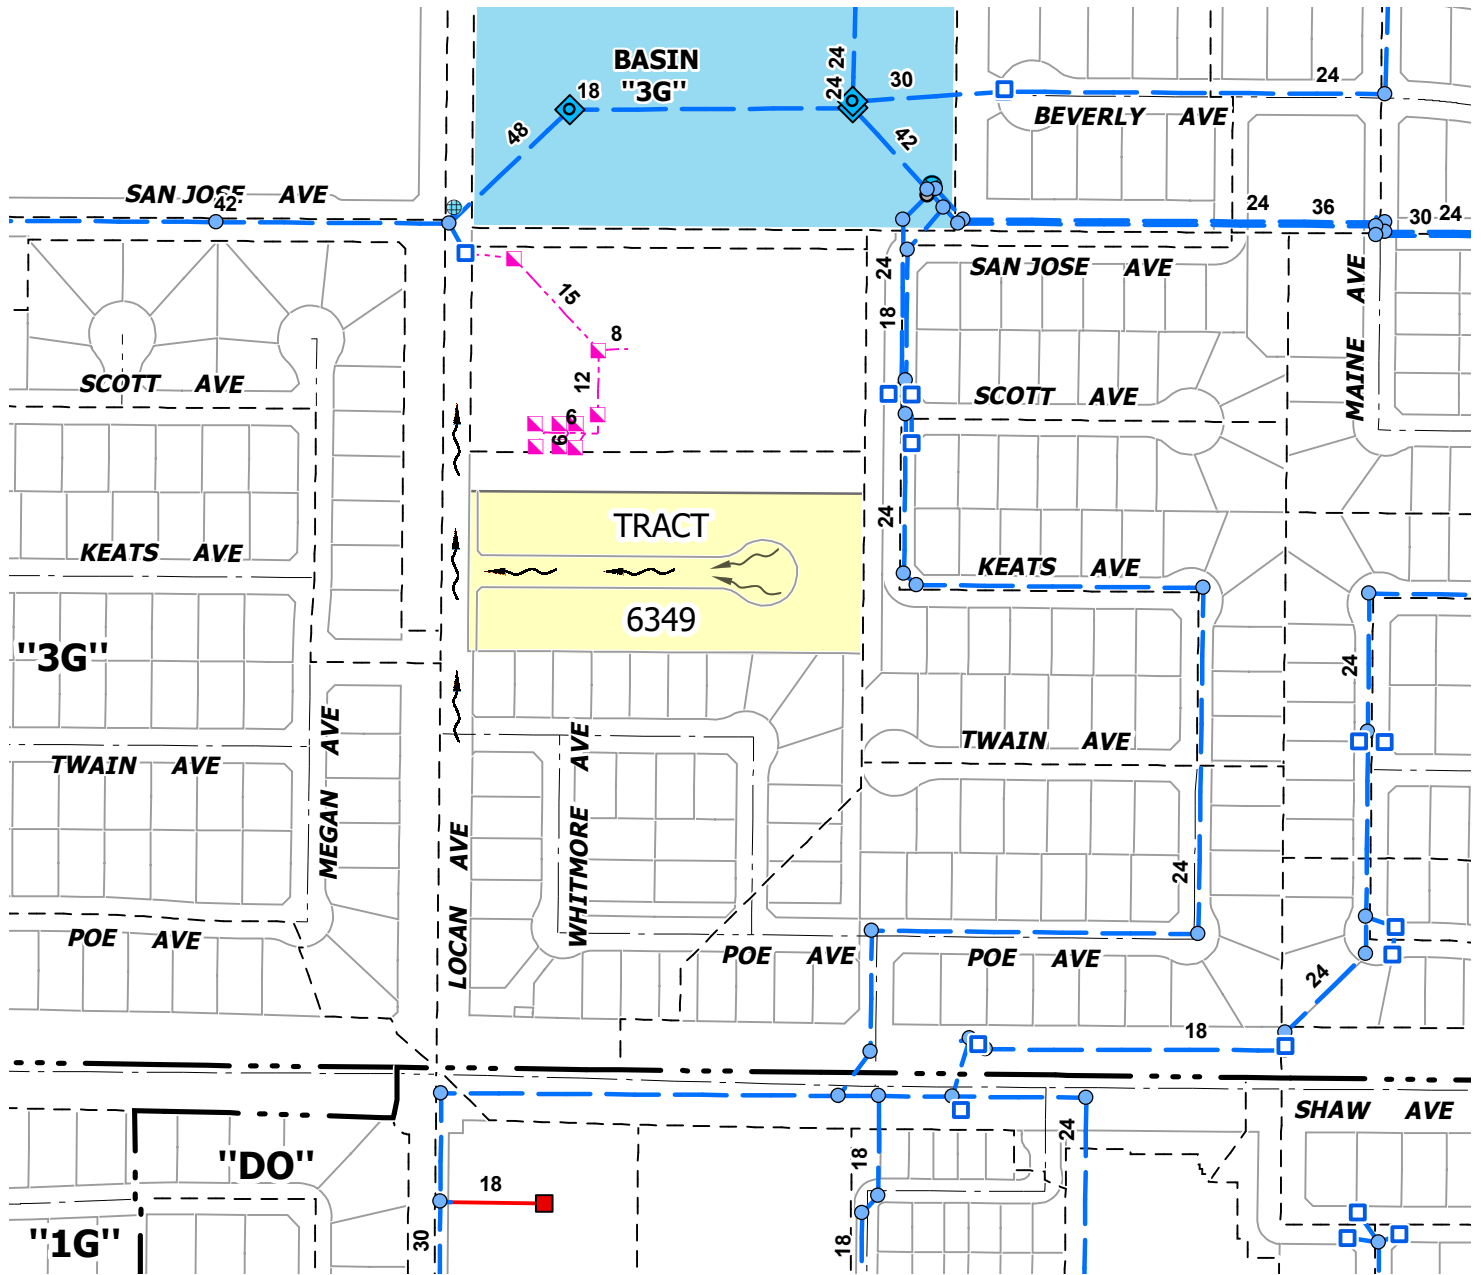 BASIN
"3G"
18
24
24
30
24
48
42
BEVERLY AVE
SAN JOSE AVE
42
24
36
30
24
SAN JOSE AVE
24
15
18
8
12
MAINE AVE
SCOTT AVE
SCOTT AVE
6
6
24
TRACT
6349
KEATS AVE
KEATS AVE
"3G"
24
TWAIN AVE
TWAIN AVE
MEGAN AVE
WHITMORE AVE
LOCAN AVE
24
POE AVE
POE AVE
POE AVE
24
18
SHAW AVE
24
"DO"
18
18
"1G"
30
18